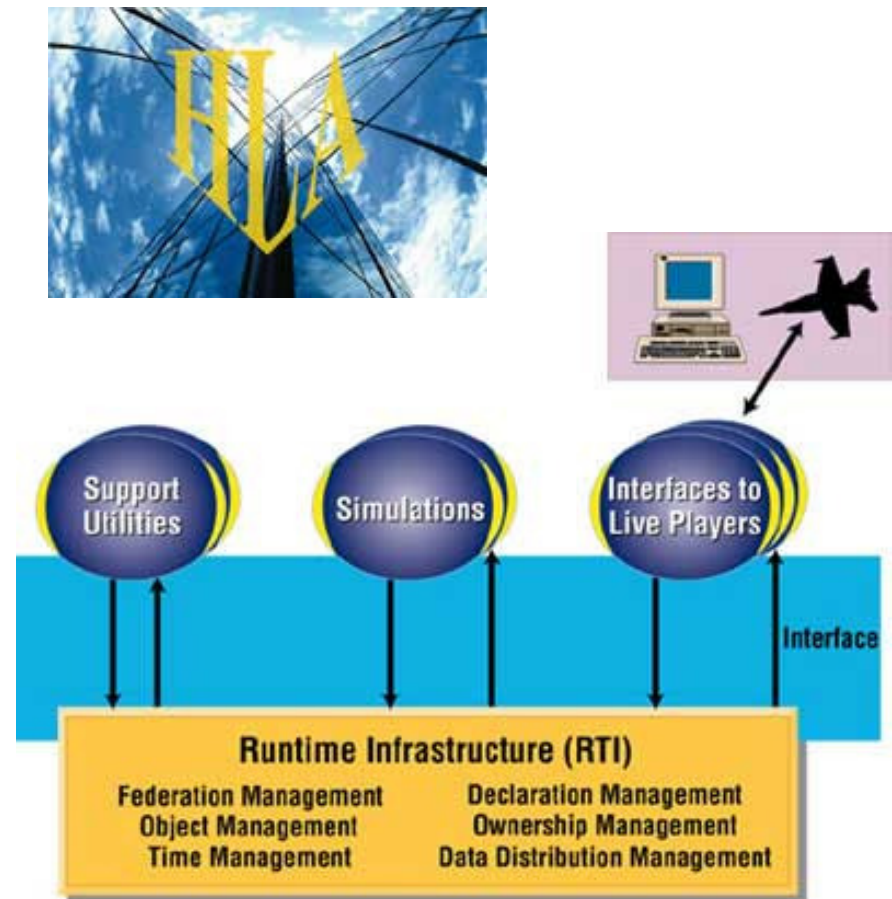 HLA
Support
Utilities
Simulations
Interfaces to
Live Players
Interface
Runtime Infrastructure (RTI)
Federation Management
Object Management
Time Management
Declaration Management
Ownership Management
Data Distribution Management